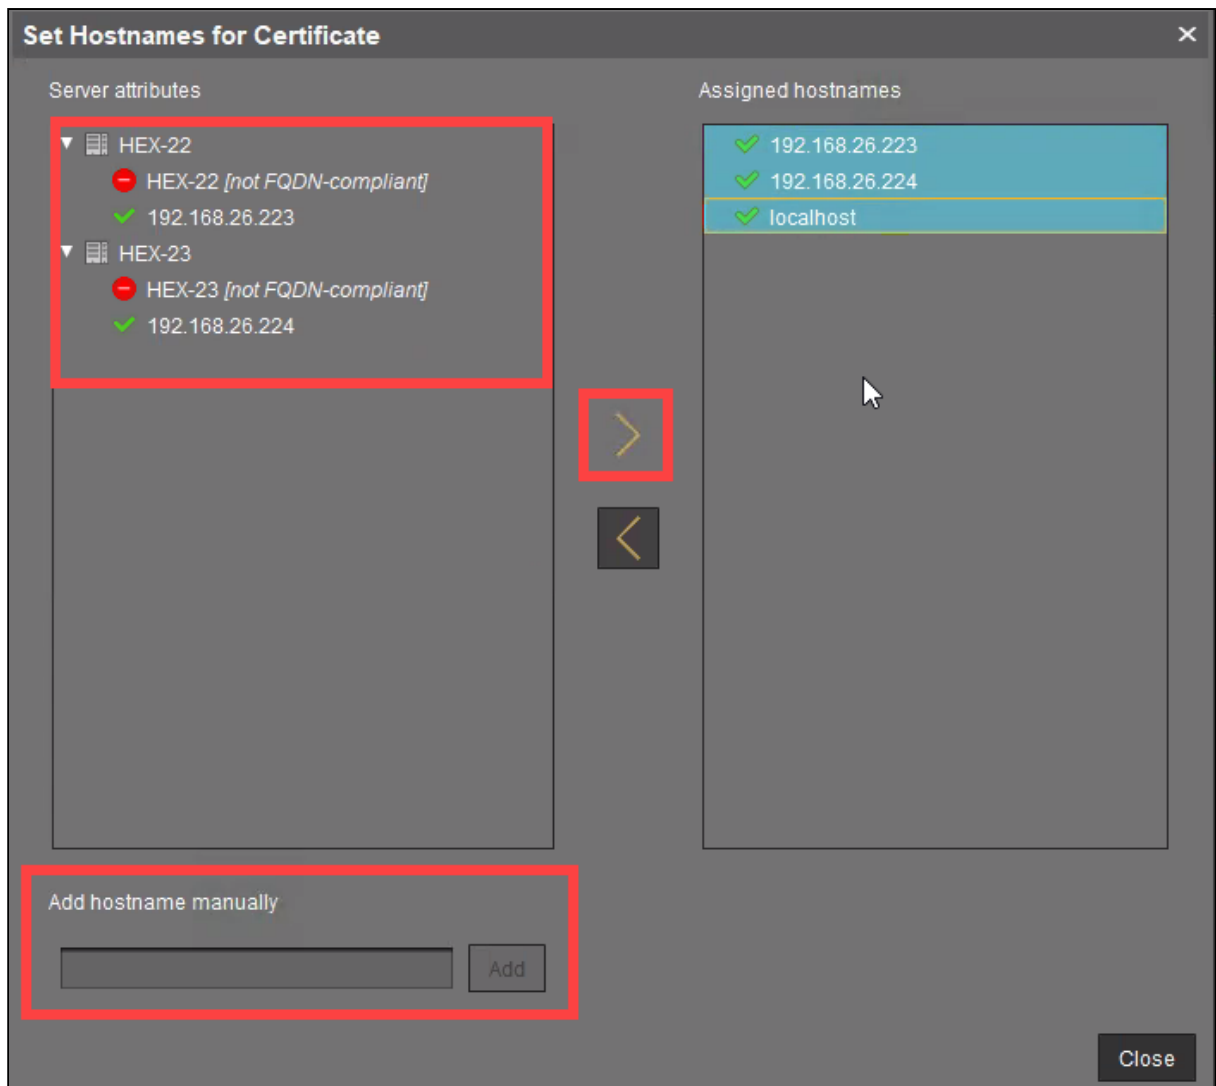 Set Hostnames for Certificate
Server attributes
HEX-22
HEX-22 [not FQDN-compliant]
192.168.26.223
HEX-23
HEX-23 [not FQDN-compliant]
192.168.26.224
Assigned hostnames
192.168.26.223
192.168.26.224
localhost
Add hostname manually
Add
Close